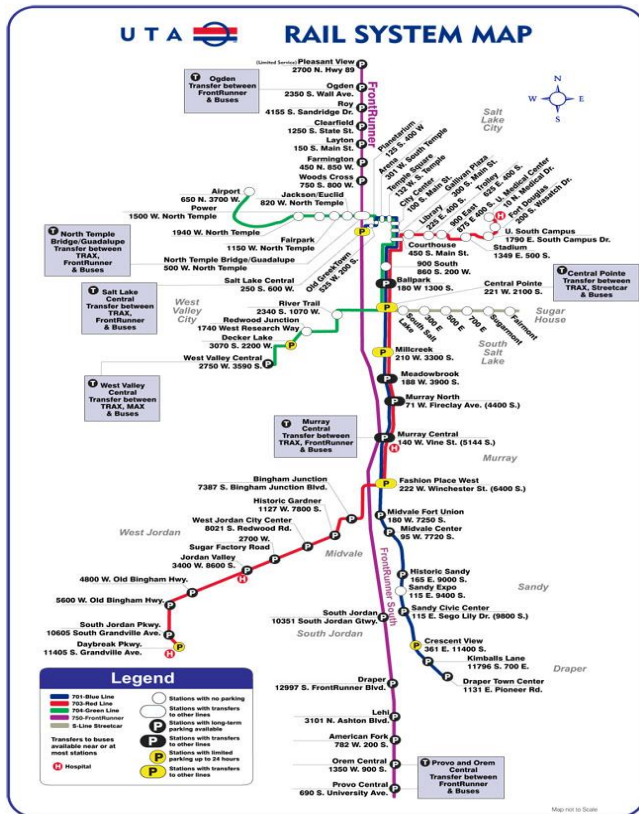 U T A
RAIL SYSTEM MAP
(Limited Service) Pleasant View
2700 N. Hwy 89
Ogden
2350 S. Wall Ave.
Roy
4155 S. Sandridge Dr.
Clearfield
1250 S. State St.
Layton
150 S. Main St.
Farmington
450 N. 850 W.
Woods Cross
750 S. 800 W.
FrontRunner
T
Ogden
Transfer between
FrontRunner
& Buses
N
W
E
S
Salt
Lake
City
Planetarium
125 S. 400 W
Arena
301 W. South Temple
Temple Square
132 W. S. Temple
City Center
100 S. Main St.
Gallivan Plaza
300 S. Main St.
Library
225 E. 400 S.
Trolley
625 E. 400 S.
900 East
875 E 400 S.
U. Medical Center
10 N. Medical Dr.
Fort Douglas
200 S. Wasatch Dr.
H
U. South Campus
1790 E. South Campus Dr.
Stadium
1349 E. 500 S.
Airport
650 N. 3700 W.
Power
1500 W. North Temple
Jackson/Euclid
820 W. North Temple
1940 W. North Temple
Fairpark
1150 W. North Temple
North Temple Bridge/Guadalupe
500 W. North Temple
T
North Temple
Bridge/Guadalupe
Transfer between
TRAX,
FrontRunner
& Buses
Salt Lake Central
250 S. 600 W.
Old GreekTown
525 W. 200 S.
T
Salt Lake
Central
Transfer between
TRAX,
FrontRunner
& Buses
Courthouse
450 S. Main St.
900 South
860 S. 200 W.
Ballpark
180 W 1300 S.
Central Pointe
221 W. 2100 S.
T
Central Pointe
Transfer between
TRAX, Streetcar
& Buses
West
Valley
City
River Trail
2340 S. 1070 W.
Redwood Junction
1740 West Research Way
Decker Lake
3070 S. 2200 W.
West Valley Central
2750 W. 3590 S.
T
West Valley
Central
Transfer between
TRAX, MAX
& Buses
South Salt
Lake
300 E
500 E
700 E
Sugarmont
Fairmont
Sugar
House
South
Salt
Lake
Millcreek
210 W. 3300 S.
Meadowbrook
188 W. 3900 S.
Murray North
71 W. Fireclay Ave. (4400 S.)
T
Murray
Central
Transfer between
TRAX, FrontRunner
& Buses
Murray Central
140 W. Vine St. (5144 S.)
H
Murray
Fashion Place West
222 W. Winchester St. (6400 S.)
Bingham Junction
7387 S. Bingham Junction Blvd.
Historic Gardner
1127 W. 7800 S.
West Jordan City Center
8021 S. Redwood Rd.
2700 W.
Sugar Factory Road
Jordan Valley
3400 W. 8600 S.
H
4800 W. Old Bingham Hwy.
5600 W. Old Bingham Hwy.
South Jordan Pkwy.
10605 South Grandville Ave.
Daybreak Pkwy.
11405 S. Grandville Ave.
H
West Jordan
Midvale
Midvale Fort Union
180 W. 7250 S.
Midvale Center
95 W. 7720 S.
Historic Sandy
165 E. 9000 S.
Sandy Expo
115 E. 9400 S.
Sandy Civic Center
115 E. Sego Lily Dr. (9800 S.)
Crescent View
361 E. 11400 S.
Kimballs Lane
11796 S. 700 E.
Draper Town Center
1131 E. Pioneer Rd.
Sandy
Draper
FrontRunner South
South Jordan
10351 South Jordan Gtwy.
South Jordan
Draper
12997 S. FrontRunner Blvd.
Lehi
3101 N. Ashton Blvd.
American Fork
782 W. 200 S.
Orem Central
1350 W. 900 S.
Provo Central
690 S. University Ave.
T
Provo and Orem
Central
Transfer between
FrontRunner
& Buses
Legend
701-Blue Line
703-Red Line
704-Green Line
750-FrontRunner
S-Line Streetcar
Transfers to buses
available near or at
most stations
H Hospital
Stations with no parking
Stations with transfers
to other lines
P Stations with long-term
parking available
P Stations with transfers
to other lines
P Stations with limited
parking up to 24 hours
P Stations with transfers
to other lines
Map not to Scale